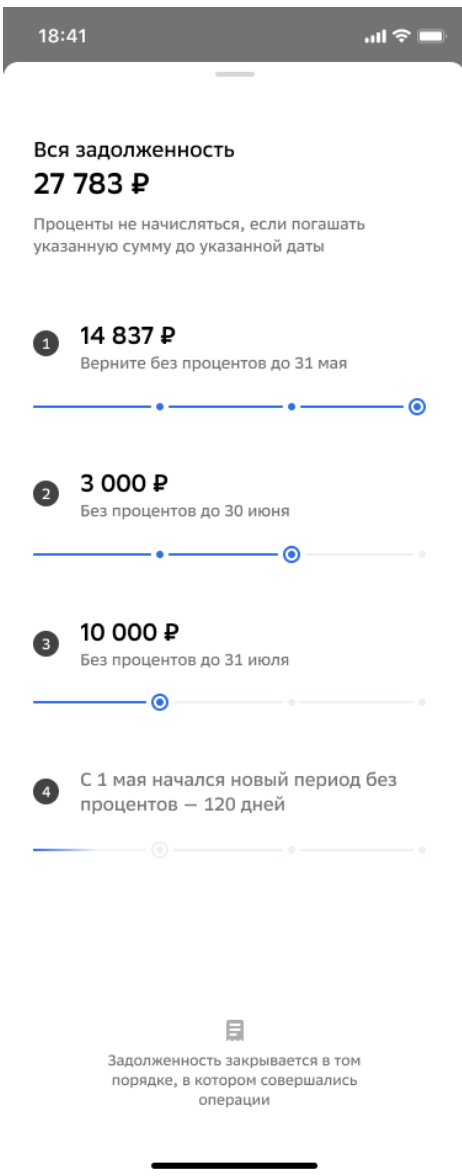 18:41
Вся задолженность
27 783 ₽
Проценты не начисляться, если погашать
указанную сумму до указанной даты
1
14 837 ₽
Верните без процентов до 31 мая
2
3 000 ₽
Без процентов до 30 июня
3
10 000 ₽
Без процентов до 31 июля
4
С 1 мая начался новый период без
процентов — 120 дней
Задолженность закрывается в том
порядке, в котором совершались
операции